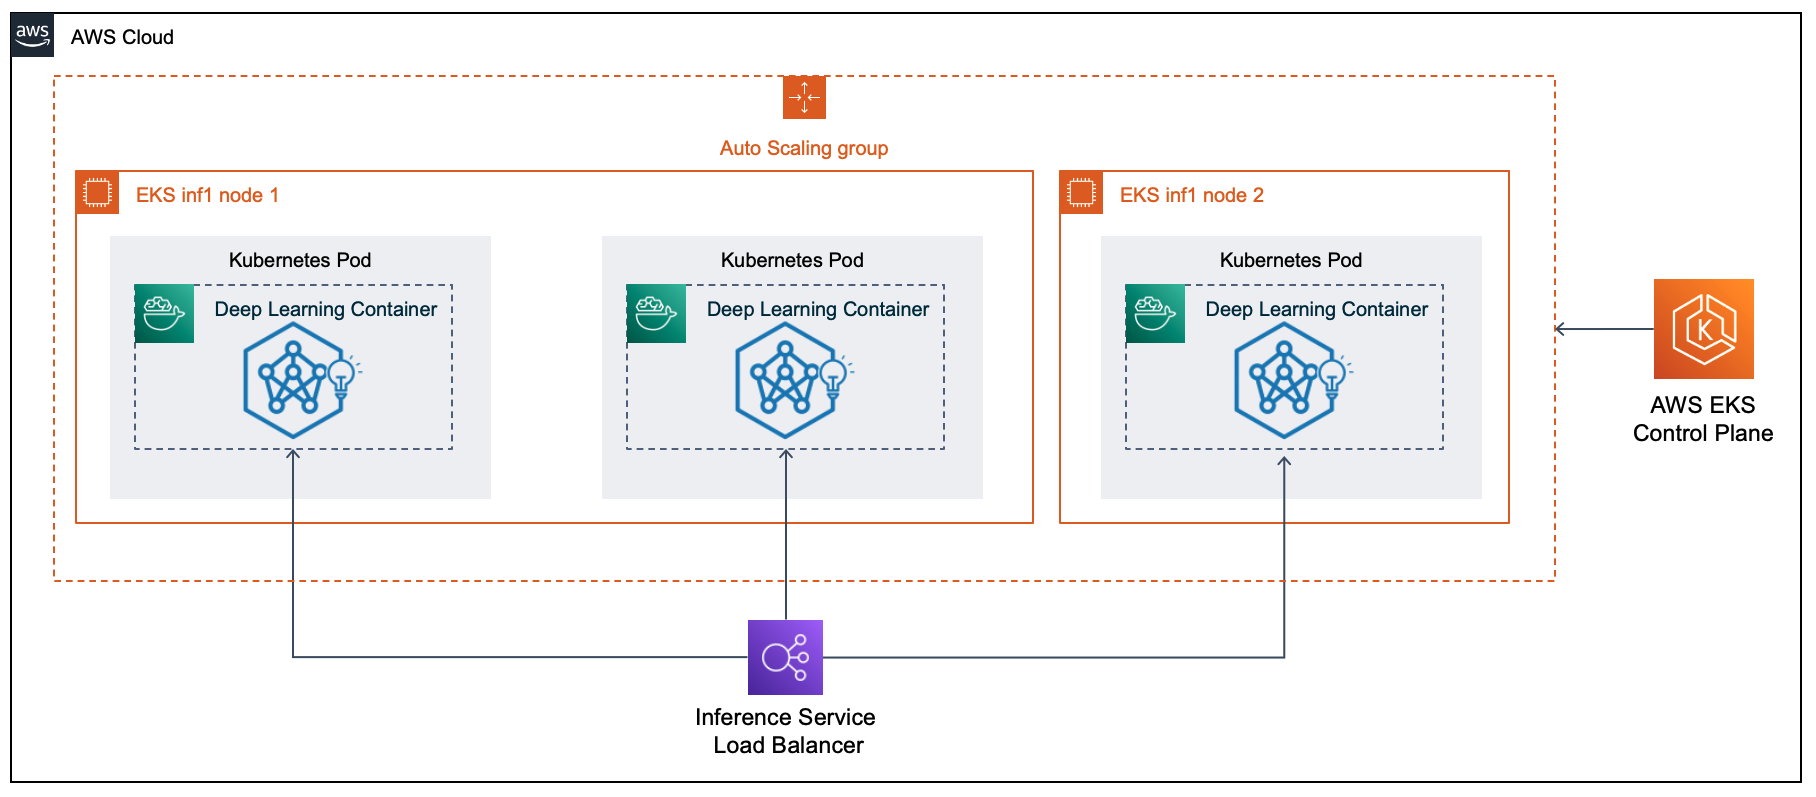 aws
AWS Cloud
Auto Scaling group
EKS inf1 node 1
EKS inf1 node 2
Kubernetes Pod
Kubernetes Pod
Kubernetes Pod
Deep Learning Container
Deep Learning Container
Deep Learning Container
K
AWS EKS
Control Plane
Inference Service
Load Balancer